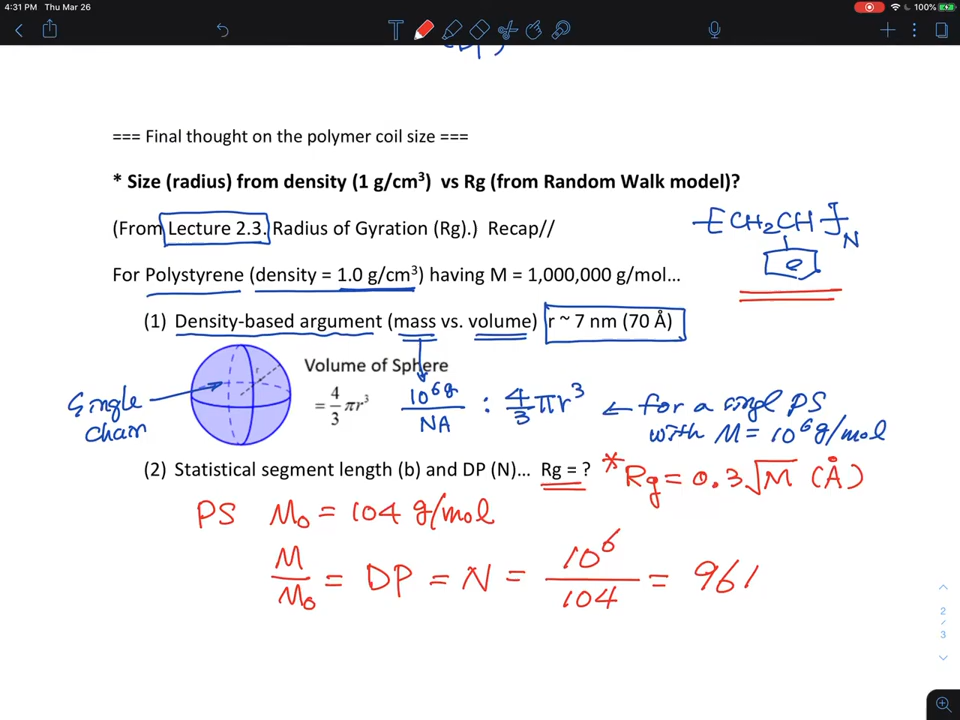 4:31 PM Thu Mar 26
100%
=== Final thought on the polymer coil size ===
* Size (radius) from density (1 g/cm³) vs Rg (from Random Walk model)?
(From Lecture 2.3. Radius of Gyration (Rg).) Recap//
-[CH₂CH]-N
For Polystyrene (density = 1.0 g/cm³) having M = 1,000,000 g/mol...
(1) Density-based argument (mass vs. volume) r ~ 7 nm (70 Å)
Volume of Sphere
= 4/3 πr³
r
Single chain
10⁶g/NA : 4/3 πr³ ← for a singl PS
with M = 10⁶ g/mol
(2) Statistical segment length (b) and DP (N)... Rg = ? * Rg = 0.3√M (Å)
PS M₀ = 104 g/mol
M/M₀ = DP = N = 10⁶/104 = 961
2
/
3